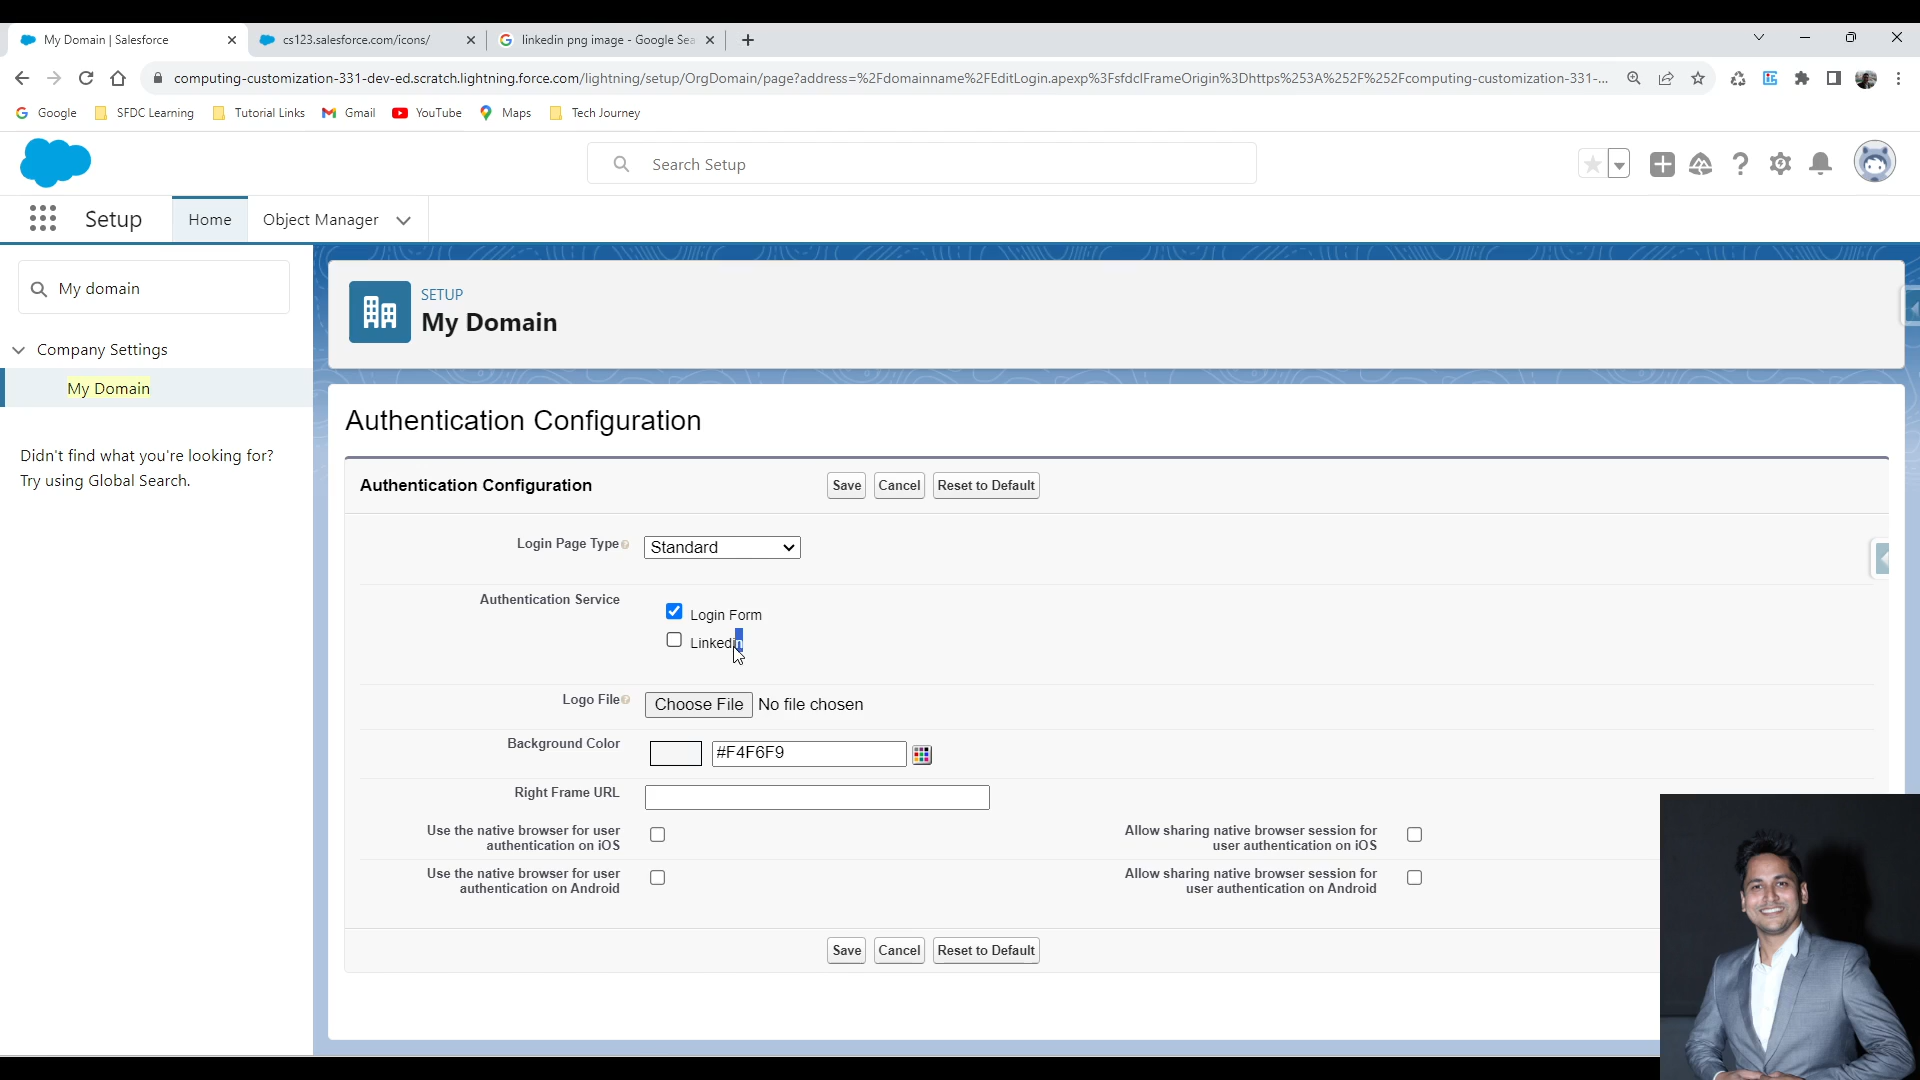 My Domain | Salesforce
cs123.salesforce.com/icons/
linkedin png image - Google Sea
computing-customization-331-dev-ed.scratch.lightning.force.com/lightning/setup/OrgDomain/page?address=%2Fdomainname%2FEditLogin.apexp%3FsfdcIFrameOrigin%3Dhttps%253A%252F%252Fcomputing-customization-331-...
Google
SFDC Learning
Tutorial Links
Gmail
YouTube
Maps
Tech Journey
Search Setup
Setup
Home
Object Manager
My domain
Company Settings
My Domain
Didn't find what you're looking for?
Try using Global Search.
SETUP
My Domain
Authentication Configuration
Authentication Configuration
Save
Cancel
Reset to Default
Login Page Type
Standard
Authentication Service
Login Form
Linkedin
Logo File
Choose File
No file chosen
Background Color
#F4F6F9
Right Frame URL
Use the native browser for user
authentication on iOS
Allow sharing native browser session for
user authentication on iOS
Use the native browser for user
authentication on Android
Allow sharing native browser session for
user authentication on Android
Save
Cancel
Reset to Default